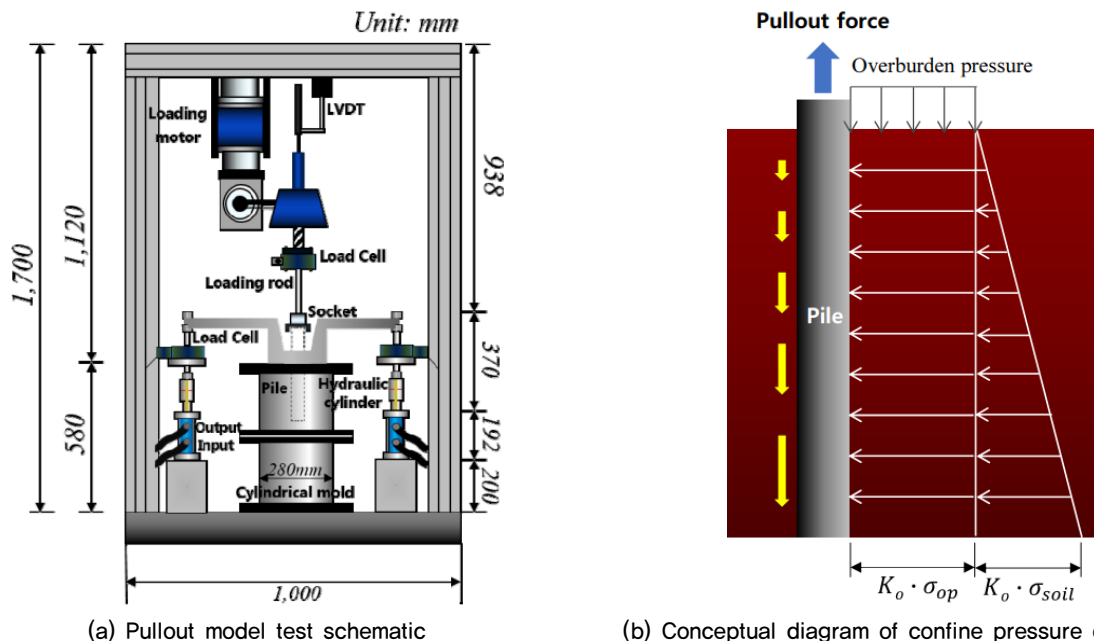 Unit: mm
Loading
motor
LVDT
938
1,120
1,700
Load Cell
Loading rod
Socket
Load Cell
370
Pile
Hydraulic
cylinder
580
Output
Input
192
280mm
200
Cylindrical mold
1,000
(a) Pullout model test schematic
Pullout force
Overburden pressure
Pile
K_o · σ_op
K_o · σ_soil
(b) Conceptual diagram of confine pressure